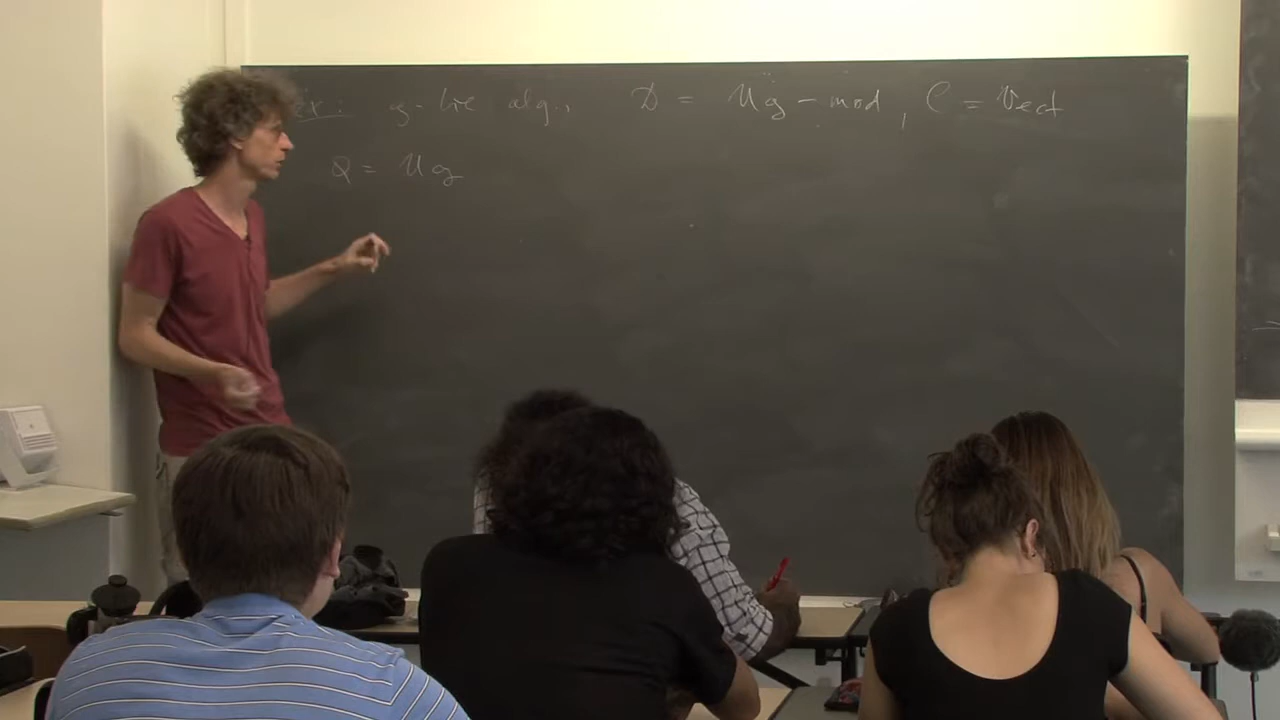 Ex: g-Lie alg., D = Ug-mod, C = Vect
Q = Ug